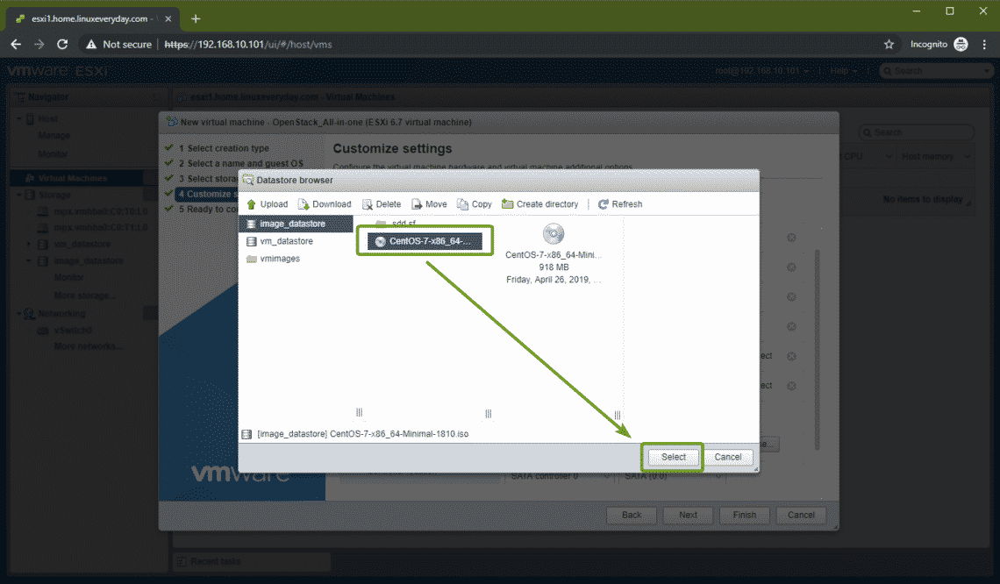 esxi1.home.linuxeveryday.com -
Not secure | https://192.168.10.101/ui/#/host/vms
Incognito
vmware ESXi
root@192.168.10.101
Help
Search
Navigator
esxi1.home.linuxeveryday.com - Virtual Machines
Host
Manage
Monitor
Virtual Machines
Storage
mpx.vmhba0:C0:T0:L0
mpx.vmhba0:C0:T1:L0
vm_datastore
image_datastore
Monitor
More storage...
Networking
vSwitch0
More networks...
Search
CPU
Host memory
No items to display
New virtual machine - OpenStack_All-in-one (ESXi 6.7 virtual machine)
1 Select creation type
2 Select a name and guest OS
3 Select stora
4 Customize s
5 Ready to co
Customize settings
Configure the virtual machine hardware and virtual machine additional options
Datastore browser
Upload Download Delete Move Copy Create directory | Refresh
image_datastore
vm_datastore
vmimages
.sdd.sf
CentOS-7-x86_64-...
CentOS-7-x86_64-Mini...
918 MB
Friday, April 26, 2019, ...
[image_datastore] CentOS-7-x86_64-Minimal-1810.iso
Select Cancel
ect
ect
e...
vmware
SATA controller 0
SATA (0:0)
Back Next Finish Cancel
Recent tasks